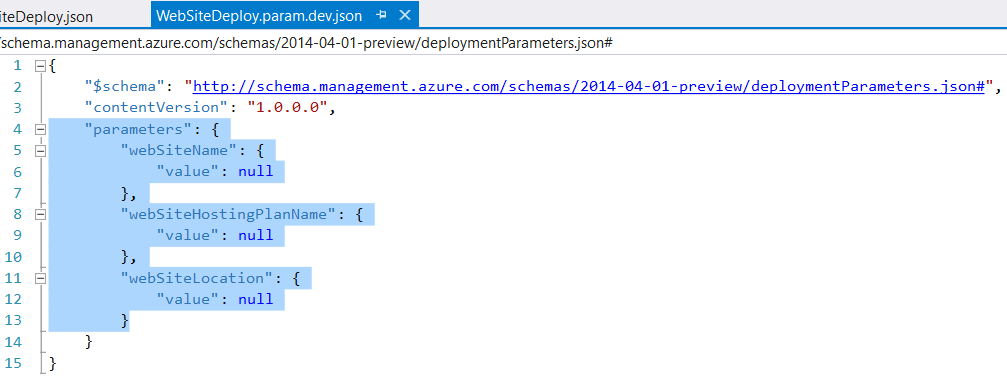 iteDeploy.json WebSiteDeploy.param.dev.json
/schema.management.azure.com/schemas/2014-04-01-preview/deploymentParameters.json#
1 {
2 "$schema": "http://schema.management.azure.com/schemas/2014-04-01-preview/deploymentParameters.json#",
3 "contentVersion": "1.0.0.0",
4 "parameters": {
5 "webSiteName": {
6 "value": null
7 },
8 "webSiteHostingPlanName": {
9 "value": null
10 },
11 "webSiteLocation": {
12 "value": null
13 }
14 }
15 }